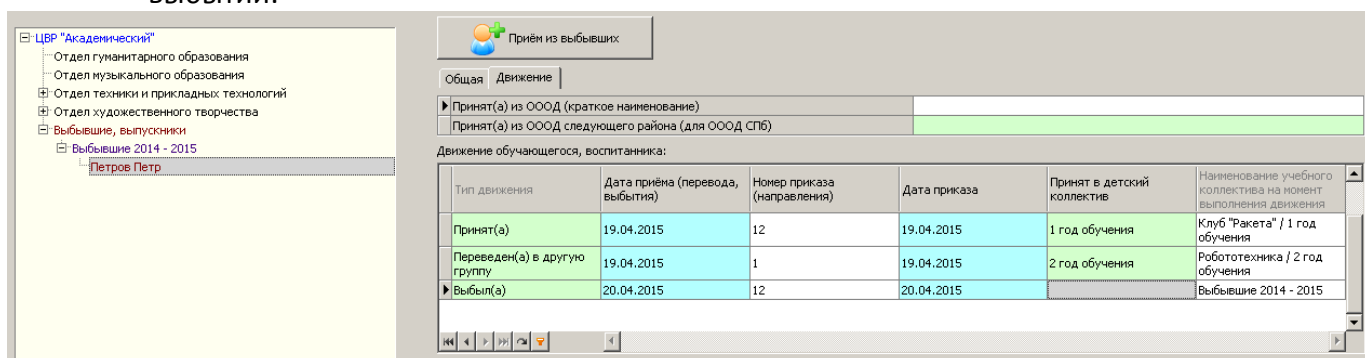 выбытии.
ЦВР "Академический"
Отдел гуманитарного образования
Отдел музыкального образования
Отдел техники и прикладных технологий
Отдел художественного творчества
Выбывшие, выпускники
Выбывшие 2014 - 2015
Петров Петр
Приём из выбывших
Общая Движение
Принят(а) из ОООД (краткое наименование)
Принят(а) из ОООД следующего района (для ОООД СПб)
Движение обучающегося, воспитанника:
Тип движения
Дата приёма (перевода,
выбытия)
Номер приказа
(направления)
Дата приказа
Принят в детский
коллектив
Наименование учебного
коллектива на момент
выполнения движения
Принят(а) 19.04.2015 12 19.04.2015 1 год обучения Клуб "Ракета" / 1 год
обучения
Переведен(а) в другую
группу 19.04.2015 1 19.04.2015 2 год обучения Робототехника / 2 год
обучения
Выбыл(а) 20.04.2015 12 20.04.2015 Выбывшие 2014 - 2015